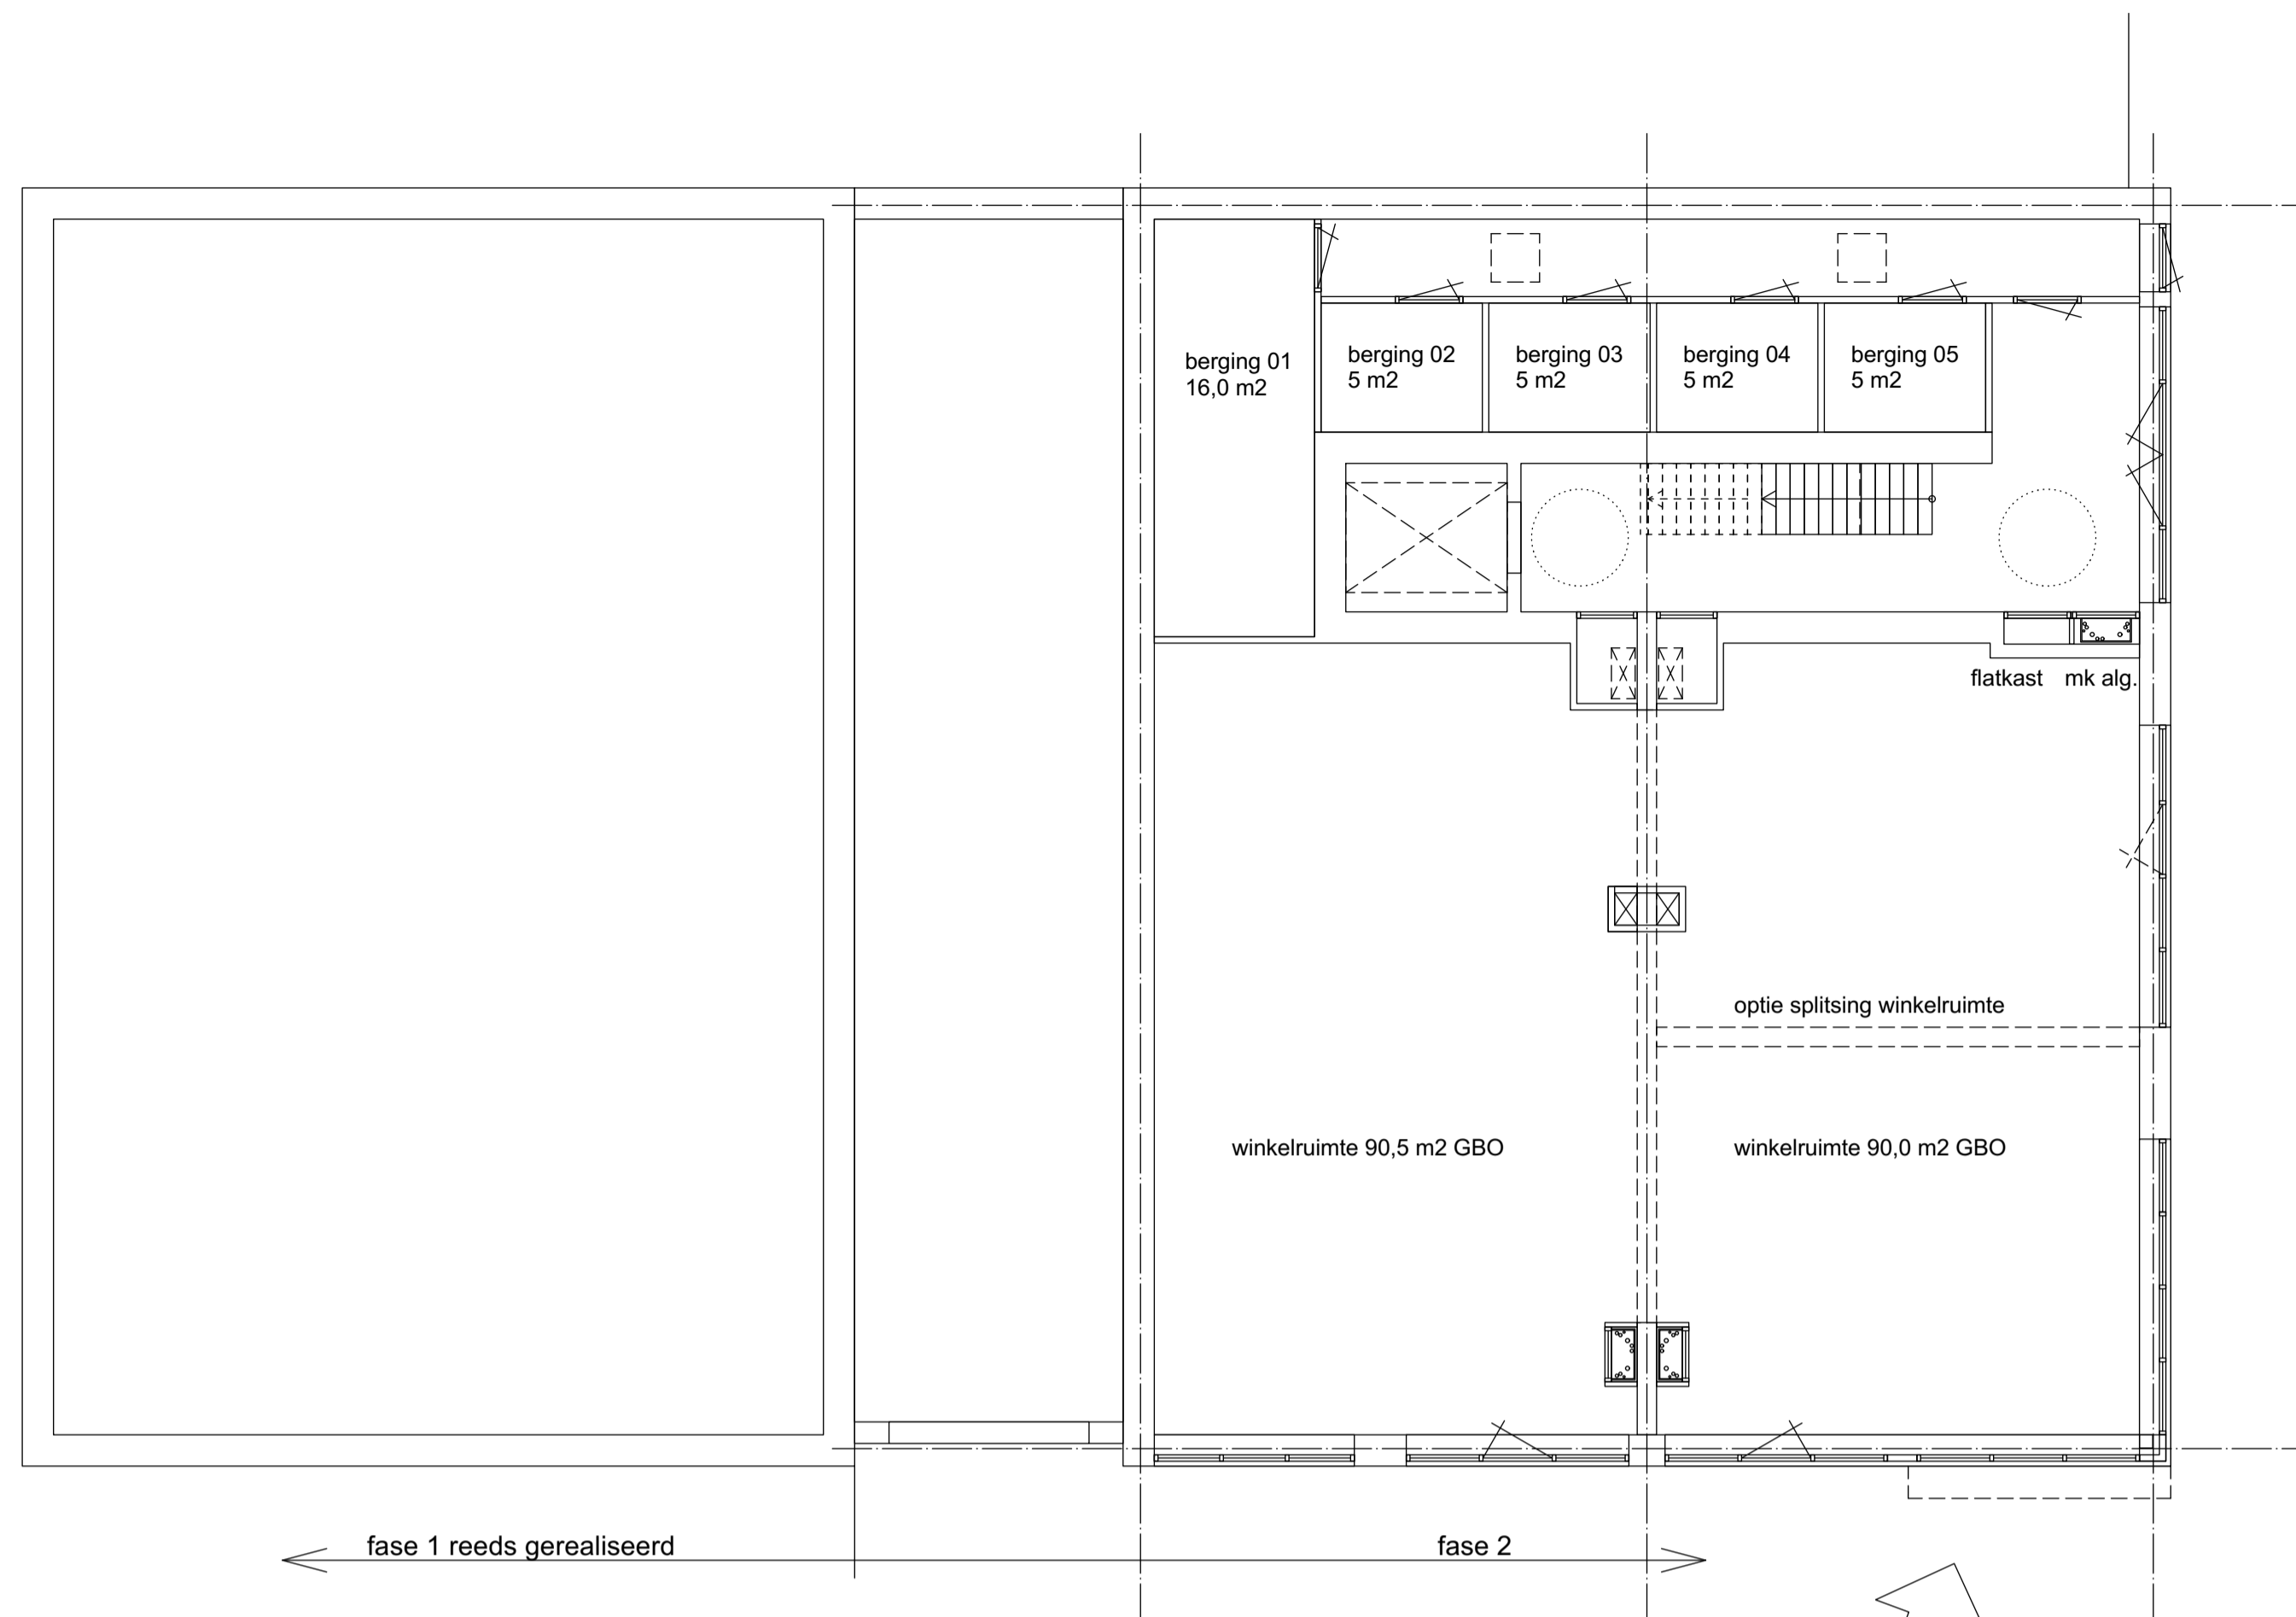 berging 01
16,0 m2
berging 02
5 m2
berging 03
5 m2
berging 04
5 m2
berging 05
5 m2
flatkast
mk alg.
optie splitsing winkelruimte
winkelruimte 90,5 m2 GBO
winkelruimte 90,0 m2 GBO
fase 1 reeds gerealiseerd
fase 2